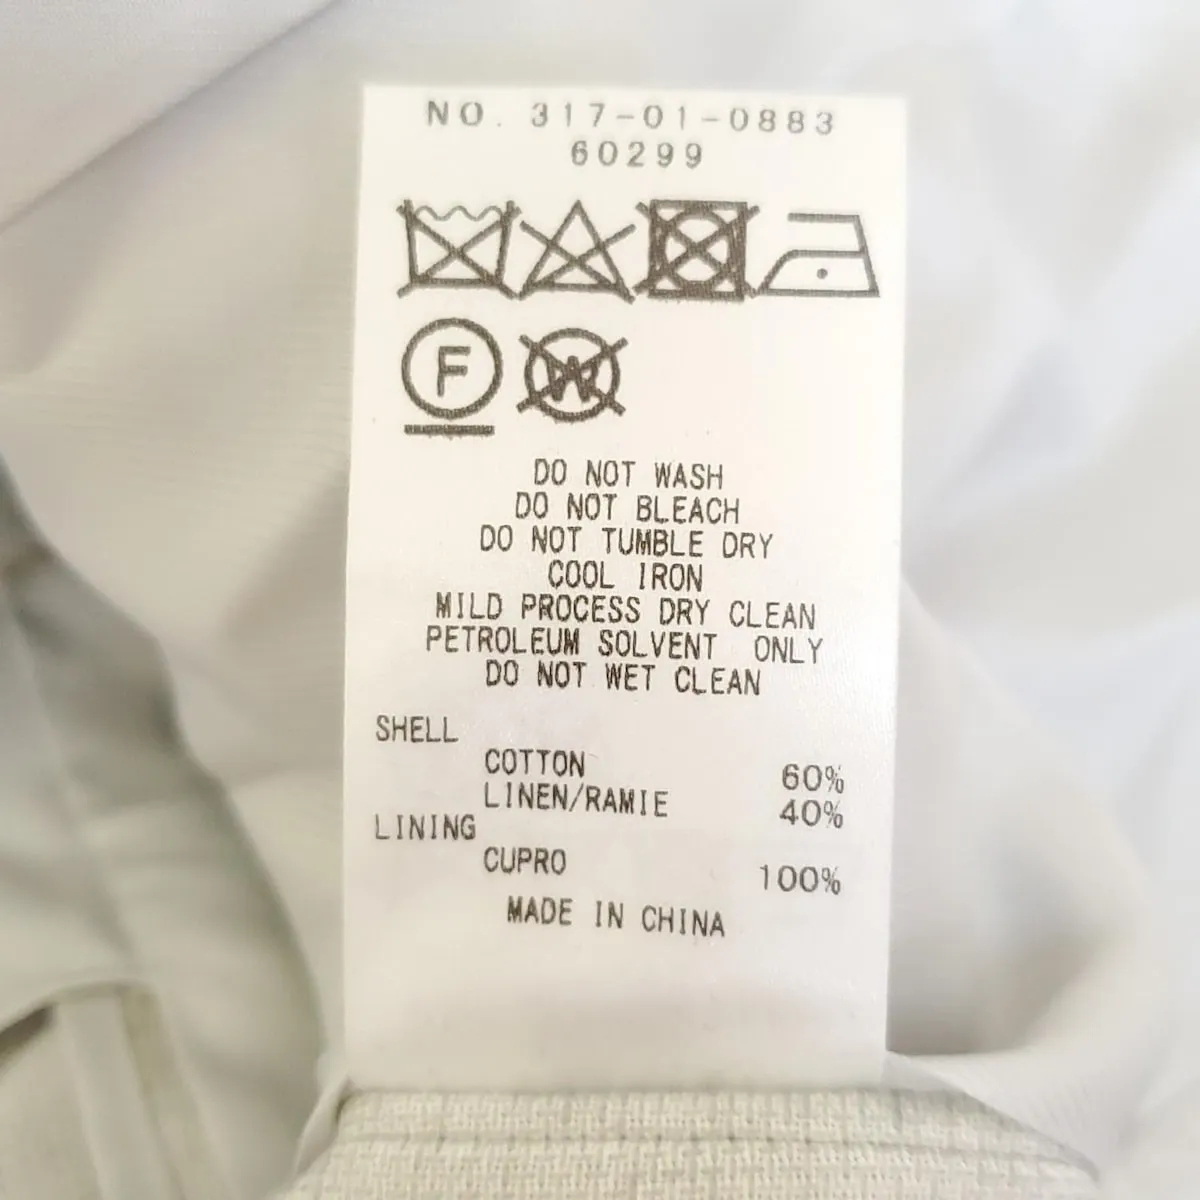 NO. 317-01-0883
60299
F W
DO NOT WASH
DO NOT BLEACH
DO NOT TUMBLE DRY
COOL IRON
MILD PROCESS DRY CLEAN
PETROLEUM SOLVENT ONLY
DO NOT WET CLEAN
SHELL
COTTON 60%
LINEN/RAMIE 40%
LINING
CUPRO 100%
MADE IN CHINA